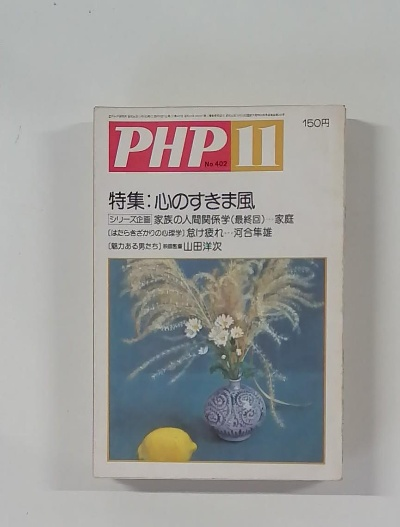 150円
PHP 11
No.402
特集:心のすきま風
シリーズ企画 家族の人間関係学(最終回)…家庭
〔はたらきざかりの心理学〕怠け疲れ…河合隼雄
〔魅力ある男たち〕映画監督 山田洋次